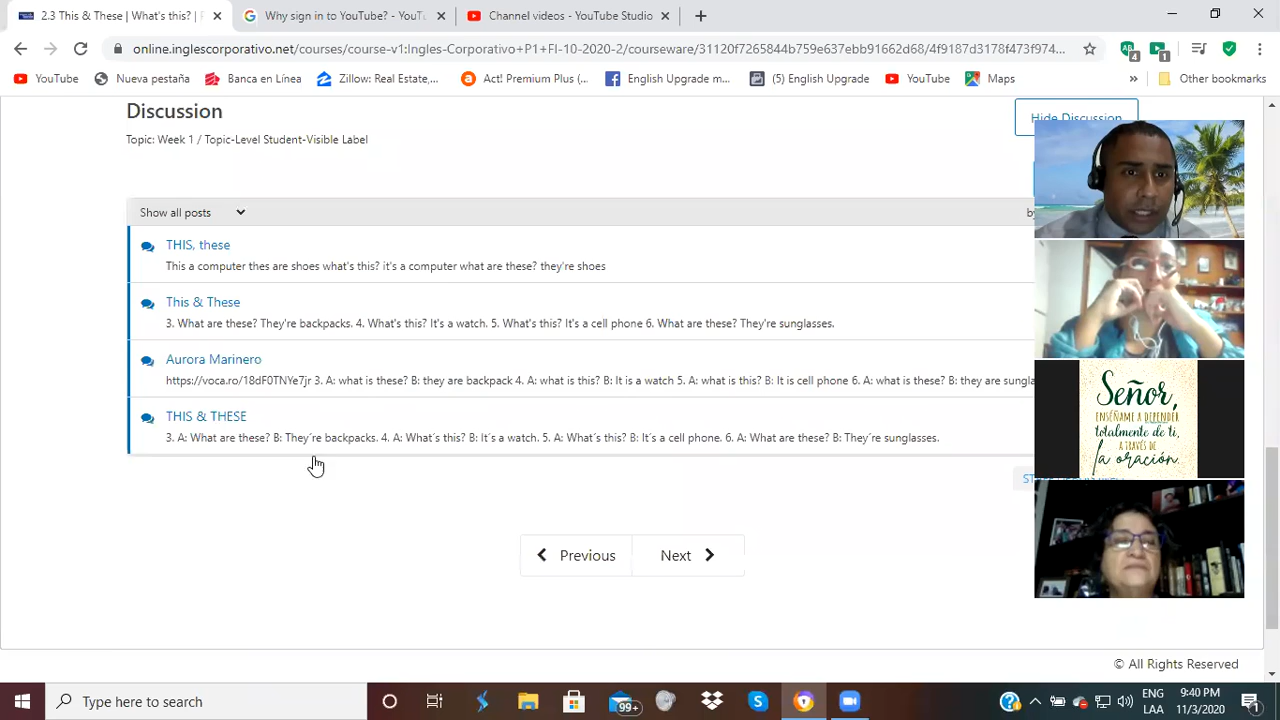 2.3 This & These | What's this? |
Why sign in to YouTube? - YouT
Channel videos - YouTube Studio
online.inglescorporativo.net/courses/course-v1:Ingles-Corporativo+P1+FI-10-2020-2/courseware/31120f7265844b759e637ebb91662d68/4f9187d3178f473f974...
4
1
YouTube
Nueva pestaña
Banca en Línea
Zillow: Real Estate,...
Act! Premium Plus (...
English Upgrade m...
(5) English Upgrade
YouTube
Maps
»
Other bookmarks
Discussion
Hide Discussion
Topic: Week 1 / Topic-Level Student-Visible Label
Show all posts
by
THIS, these
This a computer thes are shoes what's this? it's a computer what are these? they're shoes
This & These
3. What are these? They're backpacks. 4. What's this? It's a watch. 5. What's this? It's a cell phone 6. What are these? They're sunglasses.
Aurora Marinero
https://voca.ro/18dF0TNYe7jr 3. A: what is these? B: they are backpack 4. A: what is this? B: It is a watch 5. A: what is this? B: It is cell phone 6. A: what is these? B: they are sungla
THIS & THESE
3. A: What are these? B: They´re backpacks. 4. A: What´s this? B: It´s a watch. 5. A: What´s this? B: It´s a cell phone. 6. A: What are these? B: They´re sunglasses.
Señor,
ENSÉÑAME A DEPENDER
totalmente de ti,
A TRAVÉS DE
la oración.
Previous
Next
© All Rights Reserved
Type here to search
99+
ENG
LAA
9:40 PM
11/3/2020
1